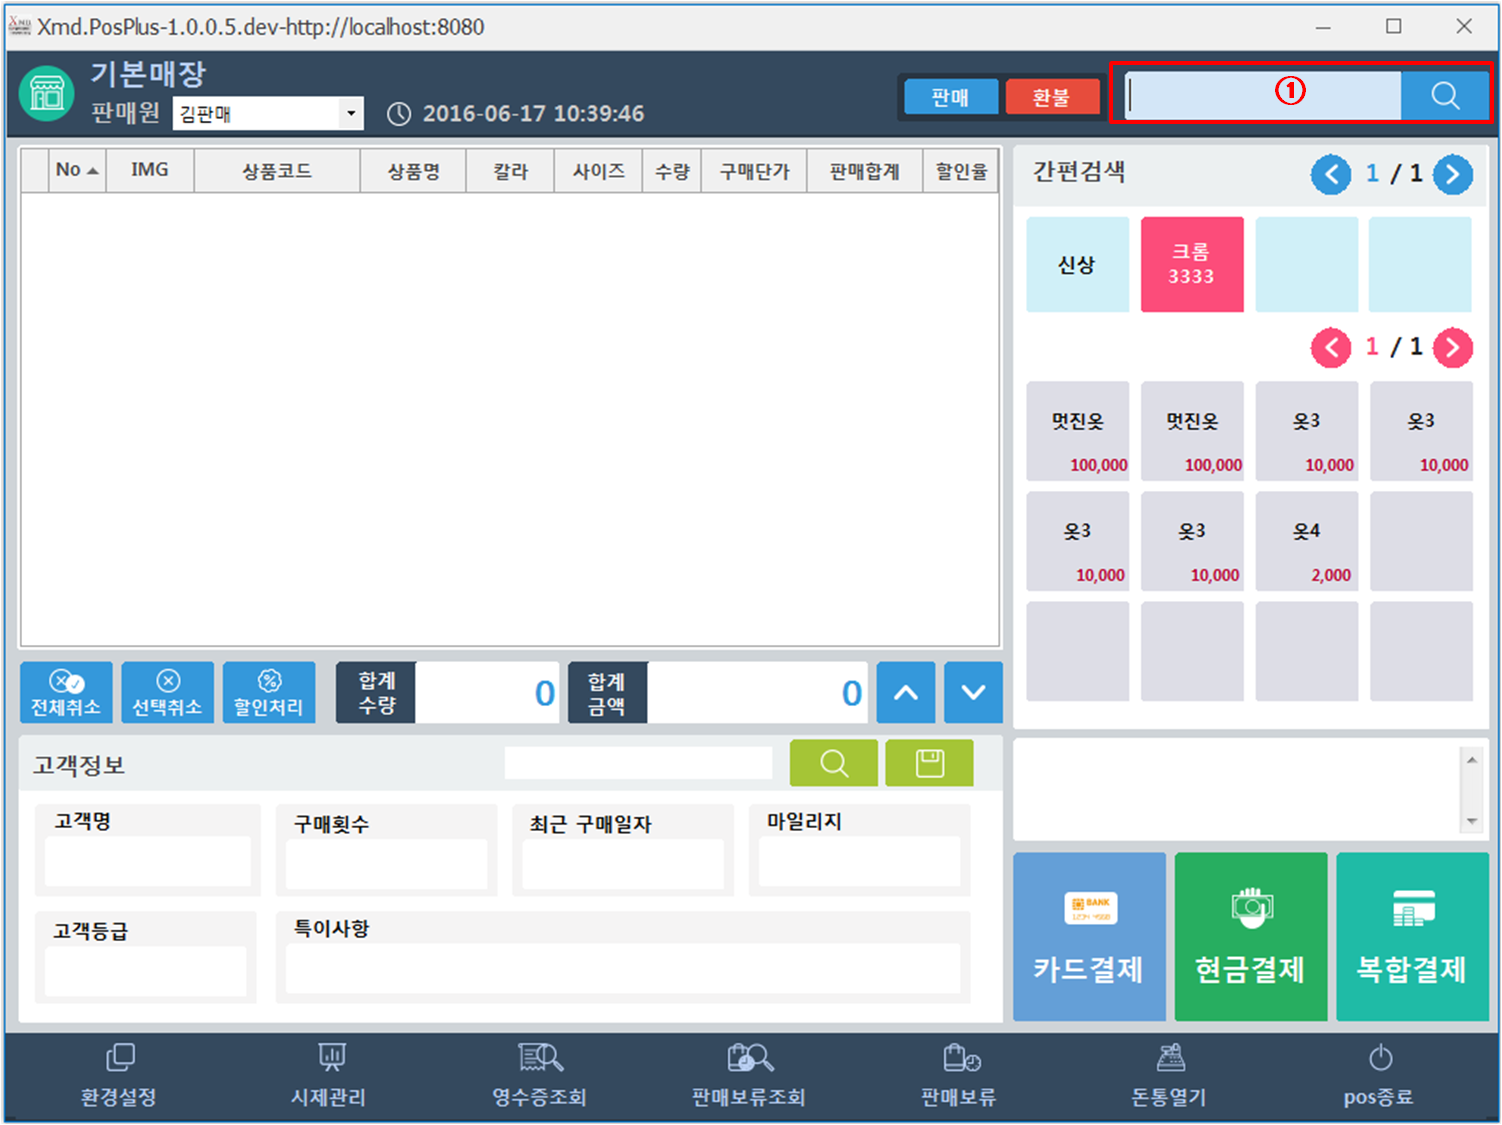 Xmd.PosPlus-1.0.0.5.dev-http://localhost:8080
기본매장
판매원 김판매 2016-06-17 10:39:46
판매 환불 ①
No IMG 상품코드 상품명 칼라 사이즈 수량 구매단가 판매합계 할인율
간편검색 1 / 1
신상
크롬
3333
1 / 1
멋진옷 멋진옷 옷3 옷3
100,000 100,000 10,000 10,000
옷3 옷3 옷4
10,000 10,000 2,000
전체취소 선택취소 할인처리
합계
수량
0
합계
금액
0
고객정보
고객명 구매횟수 최근 구매일자 마일리지
고객등급 특이사항
BANK
카드결제 현금결제 복합결제
환경설정 시제관리 영수증조회 판매보류조회 판매보류 돈통열기 pos종료